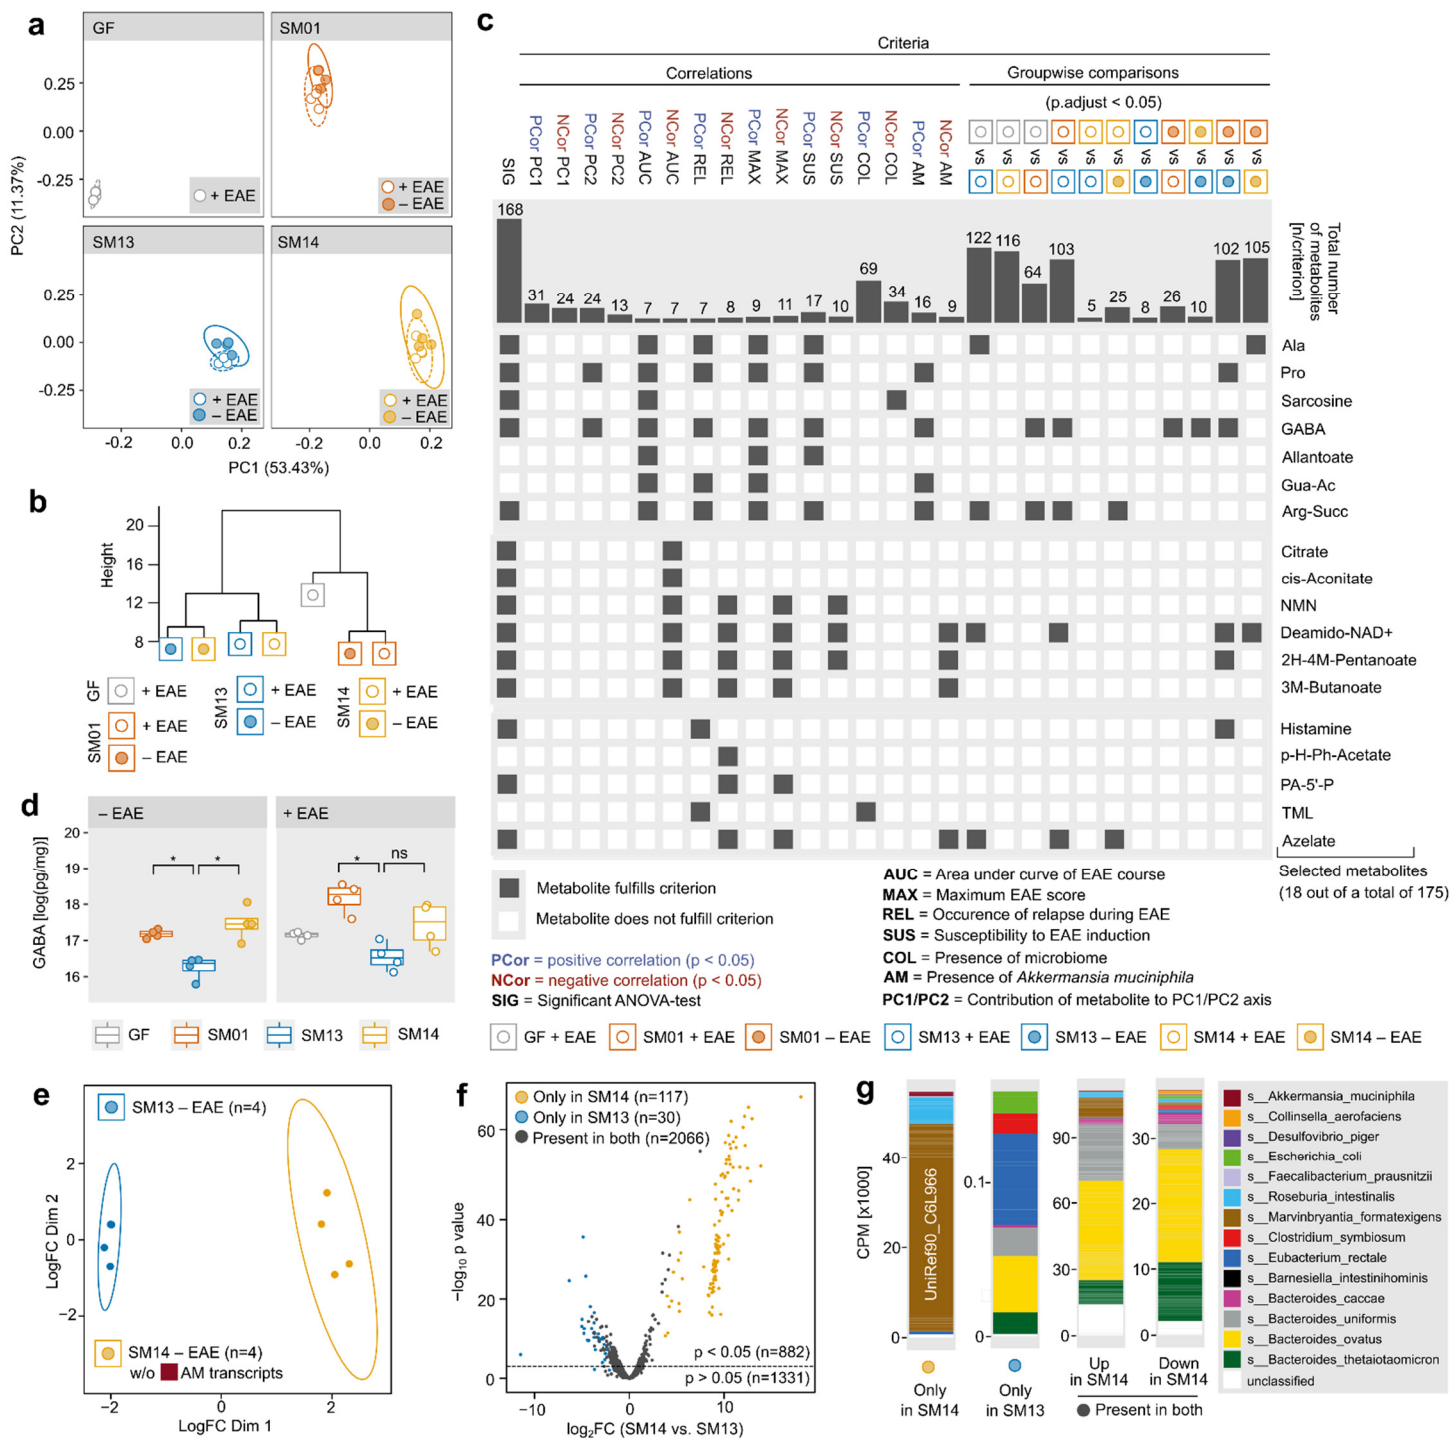 a
GF
SM01
0.25
0.00
-0.25
+ EAE
+ EAE
– EAE
SM13
SM14
0.25
0.00
-0.25
+ EAE
– EAE
+ EAE
– EAE
-0.2
0.0
0.2
-0.2
0.0
0.2
PC1 (53.43%)
PC2 (11.37%)
b
Height
20
16
12
8
GF
+ EAE
SM01
+ EAE
– EAE
SM13
+ EAE
– EAE
SM14
+ EAE
– EAE
c
Criteria
Correlations
Groupwise comparisons
(p.adjust < 0.05)
SIG
PCor PC1
NCor PC1
PCor PC2
NCor PC2
PCor AUC
NCor AUC
PCor REL
NCor REL
PCor MAX
NCor MAX
PCor SUS
NCor SUS
PCor COL
NCor COL
PCor AM
NCor AM
vs vs vs vs vs vs vs vs vs vs vs
168 31 24 24 13 7 7 7 8 9 11 17 10 69 34 16 9 122 116 64 103 5 25 8 26 10 102 105
Total number
of metabolites
[n/criterion]
Ala
Pro
Sarcosine
GABA
Allantoate
Gua-Ac
Arg-Succ
Citrate
cis-Aconitate
NMN
Deamido-NAD+
2H-4M-Pentanoate
3M-Butanoate
Histamine
p-H-Ph-Acetate
PA-5'-P
TML
Azelate
Selected metabolites
(18 out of a total of 175)
Metabolite fulfills criterion
Metabolite does not fulfill criterion
PCor = positive correlation (p < 0.05)
NCor = negative correlation (p < 0.05)
SIG = Significant ANOVA-test
AUC = Area under curve of EAE course
MAX = Maximum EAE score
REL = Occurence of relapse during EAE
SUS = Susceptibility to EAE induction
COL = Presence of microbiome
AM = Presence of Akkermansia muciniphila
PC1/PC2 = Contribution of metabolite to PC1/PC2 axis
GF + EAE
SM01 + EAE
SM01 – EAE
SM13 + EAE
SM13 – EAE
SM14 + EAE
SM14 – EAE
d
– EAE
+ EAE
GABA [log(pg/mg)]
20
19
18
17
16
*
*
*
ns
GF
SM01
SM13
SM14
e
SM13 – EAE (n=4)
LogFC Dim 2
2
0
−2
SM14 – EAE (n=4)
w/o AM transcripts
−2
0
2
LogFC Dim 1
f
Only in SM14 (n=117)
Only in SM13 (n=30)
Present in both (n=2066)
−log10 p value
60
40
20
0
p < 0.05 (n=882)
p > 0.05 (n=1331)
−10
0
10
log2FC (SM14 vs. SM13)
g
CPM [x1000]
40
20
0
UniRef90_C6L966
0.1
0
90
60
30
0
30
20
10
0
Only
in SM14
Only
in SM13
Up
in SM14
Down
in SM14
Present in both
s__Akkermansia_muciniphila
s__Collinsella_aerofaciens
s__Desulfovibrio_piger
s__Escherichia_coli
s__Faecalibacterium_prausnitzii
s__Roseburia_intestinalis
s__Marvinbryantia_formatexigens
s__Clostridium_symbiosum
s__Eubacterium_rectale
s__Barnesiella_intestinihominis
s__Bacteroides_caccae
s__Bacteroides_uniformis
s__Bacteroides_ovatus
s__Bacteroides_thetaiotaomicron
unclassified